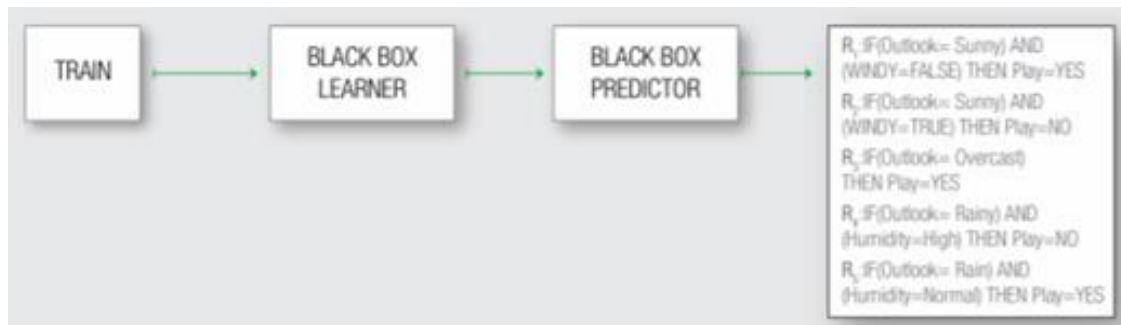 TRAIN
BLACK BOX
LEARNER
BLACK BOX
PREDICTOR
R₁:IF(Outlook= Sunny) AND
(WINDY=FALSE) THEN Play=YES
R₂:IF(Outlook= Sunny) AND
(WINDY=TRUE) THEN Play=NO
R₃:IF(Outlook= Overcast)
THEN Play=YES
R₄:IF(Outlook= Rainy) AND
(Humidity=High) THEN Play=NO
R₅:IF(Outlook= Rain) AND
(Humidity=Normal) THEN Play=YES